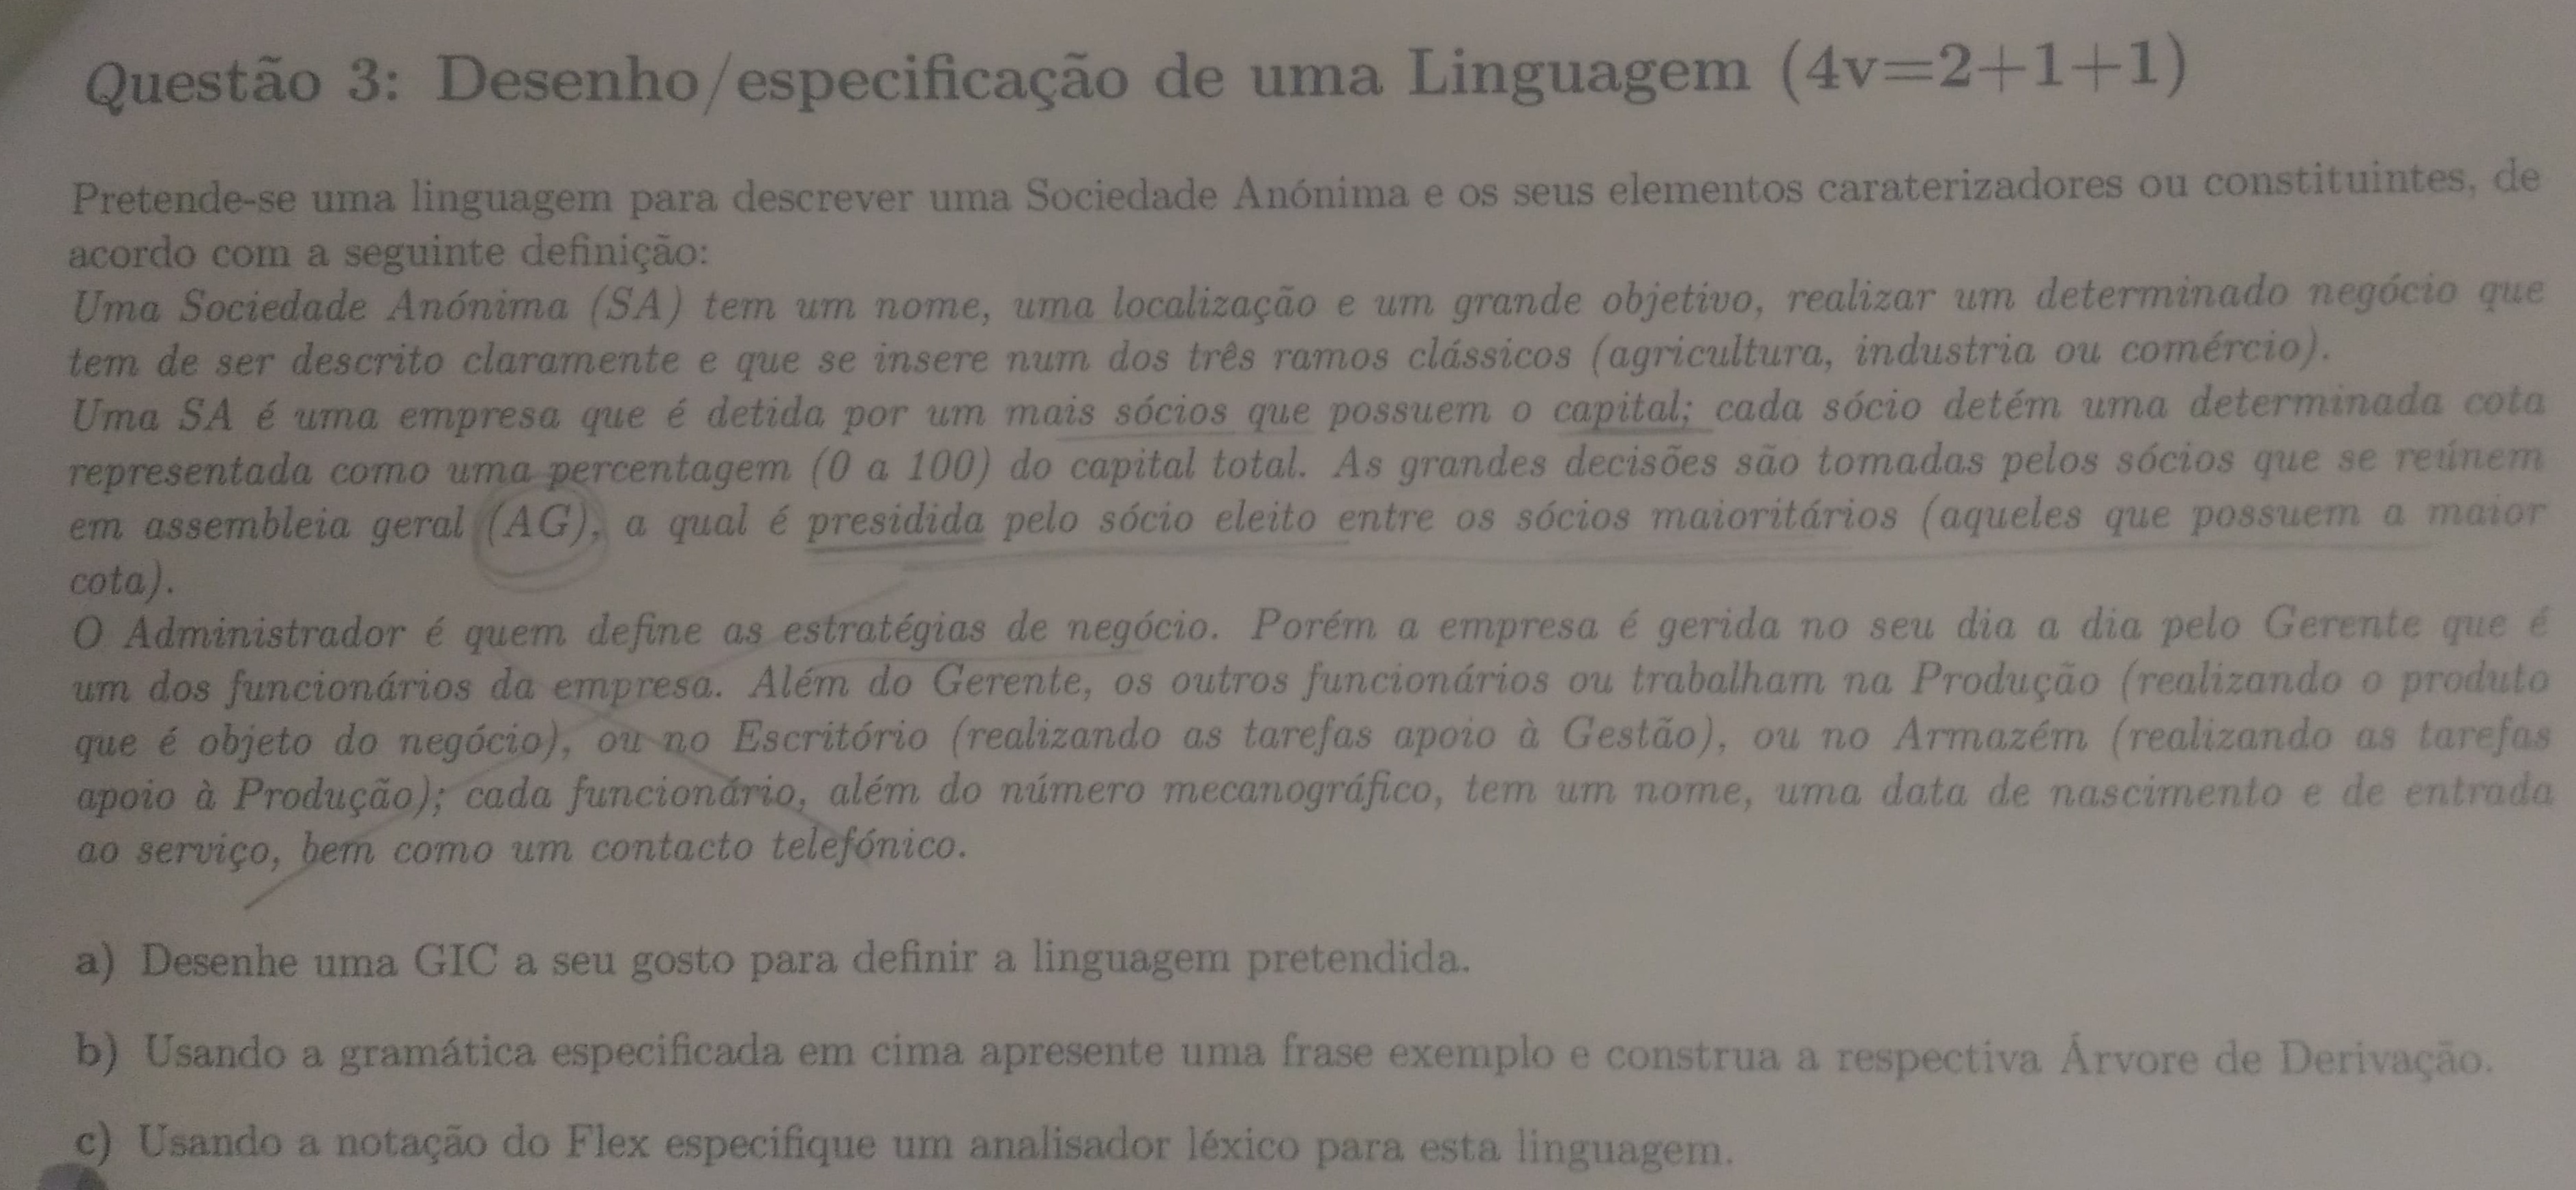 Questão 3: Desenho/especificação de uma Linguagem (4v=2+1+1)
Pretende-se uma linguagem para descrever uma Sociedade Anónima e os seus elementos caraterizadores ou constituintes, de
acordo com a seguinte definição:
Uma Sociedade Anónima (SA) tem um nome, uma localização e um grande objetivo, realizar um determinado negócio que
tem de ser descrito claramente e que se insere num dos três ramos clássicos (agricultura, industria ou comércio).
Uma SA é uma empresa que é detida por um mais sócios que possuem o capital; cada sócio detém uma determinada cota
representada como uma percentagem (0 a 100) do capital total. As grandes decisões são tomadas pelos sócios que se reúnem
em assembleia geral (AG), a qual é presidida pelo sócio eleito entre os sócios maioritários (aqueles que possuem a maior
cota).
O Administrador é quem define as estratégias de negócio. Porém a empresa é gerida no seu dia a dia pelo Gerente que é
um dos funcionários da empresa. Além do Gerente, os outros funcionários ou trabalham na Produção (realizando o produto
que é objeto do negócio), ou no Escritório (realizando as tarefas apoio à Gestão), ou no Armazém (realizando as tarefas
apoio à Produção); cada funcionário, além do número mecanográfico, tem um nome, uma data de nascimento e de entrada
ao serviço, bem como um contacto telefónico.
a) Desenhe uma GIC a seu gosto para definir a linguagem pretendida.
b) Usando a gramática especificada em cima apresente uma frase exemplo e construa a respectiva Árvore de Derivação.
c) Usando a notação do Flex especifique um analisador léxico para esta linguagem.